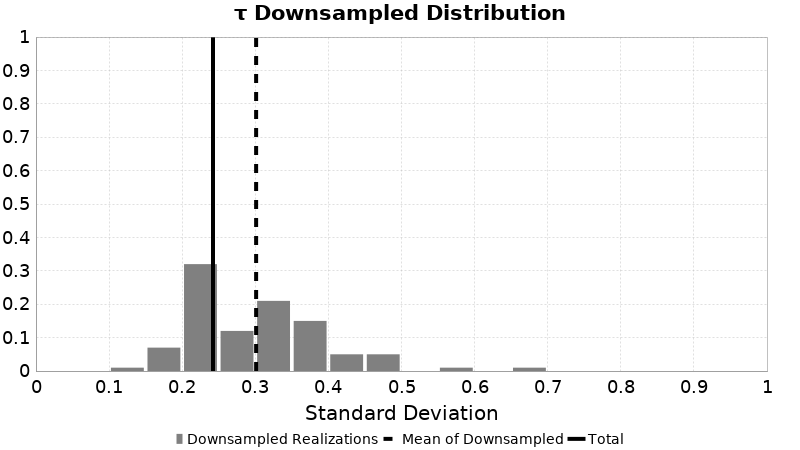 τ Downsampled Distribution
1
0.9
0.8
0.7
0.6
0.5
0.4
0.3
0.2
0.1
0
0 0.1 0.2 0.3 0.4 0.5 0.6 0.7 0.8 0.9 1
Standard Deviation
Downsampled Realizations Mean of Downsampled Total